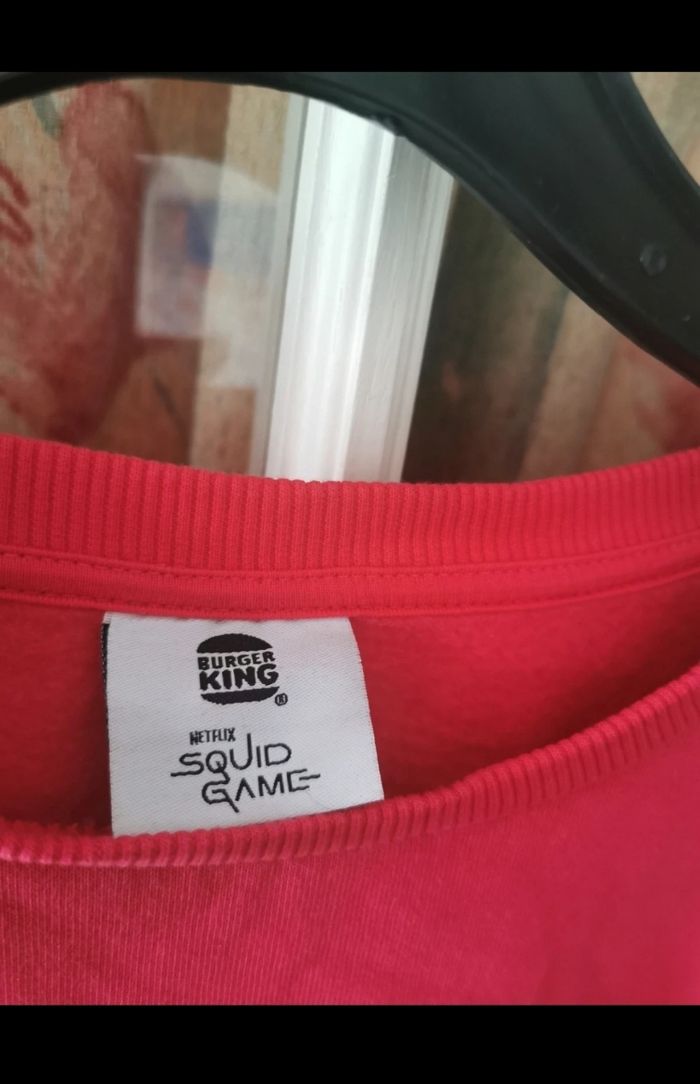 BURGER
KING
®
NETFLIX
SQUID
GAME